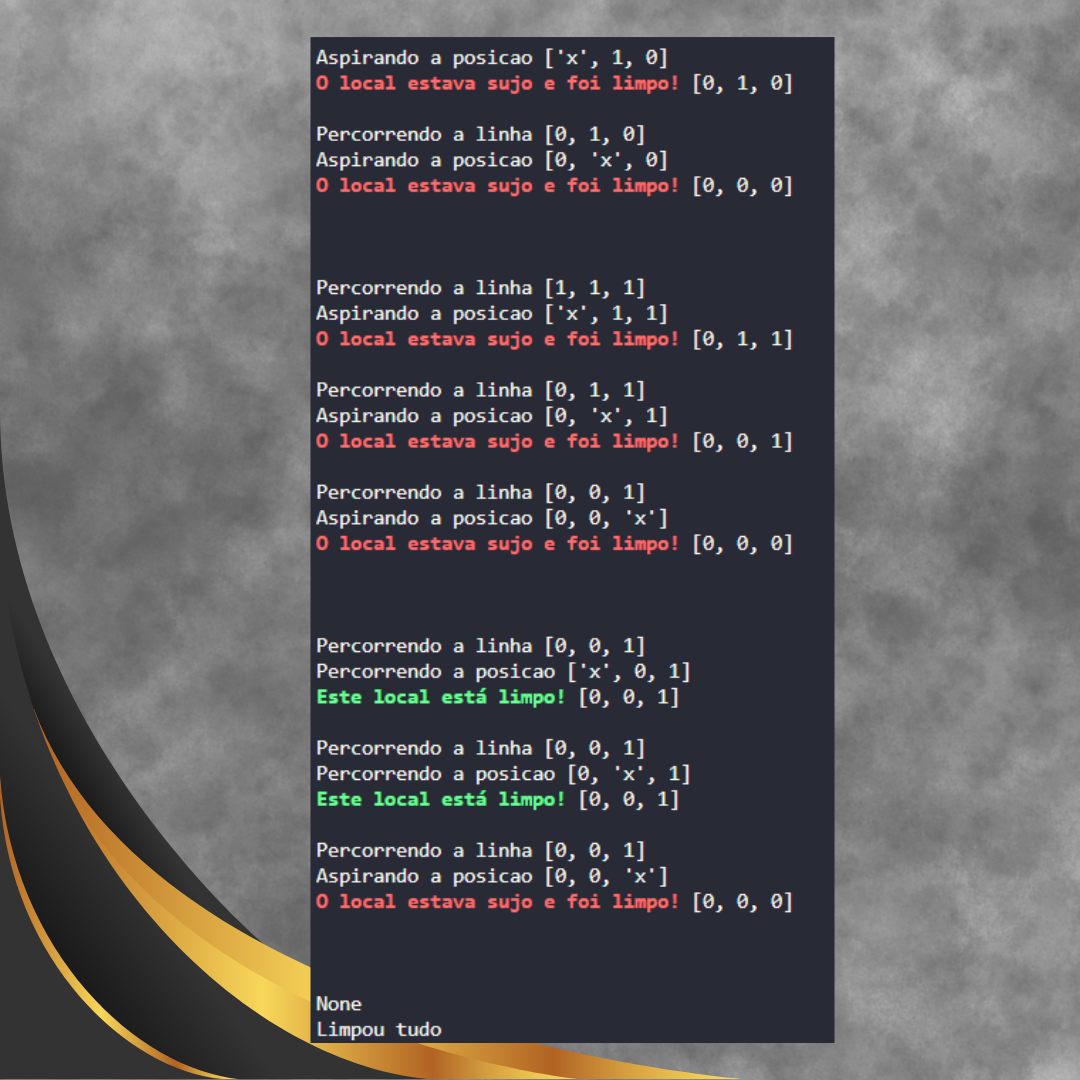 Aspirando a posicao ['x', 1, 0]
O local estava sujo e foi limpo! [0, 1, 0]
Percorrendo a linha [0, 1, 0]
Aspirando a posicao [0, 'x', 0]
O local estava sujo e foi limpo! [0, 0, 0]
Percorrendo a linha [1, 1, 1]
Aspirando a posicao ['x', 1, 1]
O local estava sujo e foi limpo! [0, 1, 1]
Percorrendo a linha [0, 1, 1]
Aspirando a posicao [0, 'x', 1]
O local estava sujo e foi limpo! [0, 0, 1]
Percorrendo a linha [0, 0, 1]
Aspirando a posicao [0, 0, 'x']
O local estava sujo e foi limpo! [0, 0, 0]
Percorrendo a linha [0, 0, 1]
Percorrendo a posicao ['x', 0, 1]
Este local está limpo! [0, 0, 1]
Percorrendo a linha [0, 0, 1]
Percorrendo a posicao [0, 'x', 1]
Este local está limpo! [0, 0, 1]
Percorrendo a linha [0, 0, 1]
Aspirando a posicao [0, 0, 'x']
O local estava sujo e foi limpo! [0, 0, 0]
None
Limpou tudo